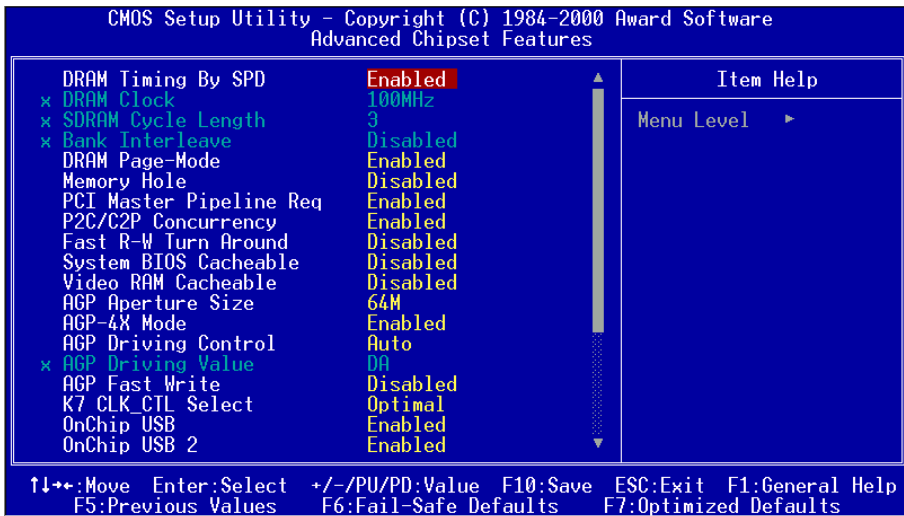 CMOS Setup Utility - Copyright (C) 1984-2000 Award Software
Advanced Chipset Features
DRAM Timing By SPD Enabled
x DRAM Clock 100MHz
x SDRAM Cycle Length 3
x Bank Interleave Disabled
DRAM Page-Mode Enabled
Memory Hole Disabled
PCI Master Pipeline Req Enabled
P2C/C2P Concurrency Enabled
Fast R-W Turn Around Disabled
System BIOS Cacheable Disabled
Video RAM Cacheable Disabled
AGP Aperture Size 64M
AGP-4X Mode Enabled
AGP Driving Control Auto
x AGP Driving Value DA
AGP Fast Write Disabled
K7 CLK_CTL Select Optimal
OnChip USB Enabled
OnChip USB 2 Enabled
Item Help
Menu Level ►
↑↓→←:Move Enter:Select +/-/PU/PD:Value F10:Save ESC:Exit F1:General Help
F5:Previous Values F6:Fail-Safe Defaults F7:Optimized Defaults